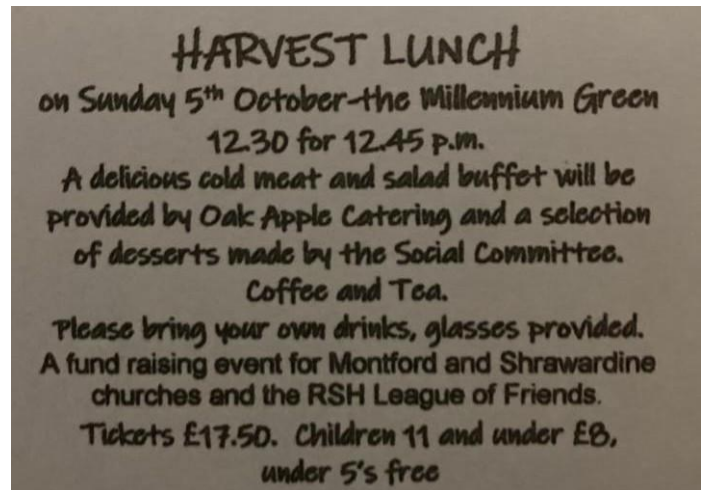 HARVEST LUNCH
on Sunday 5th October-the Millennium Green
12.30 for 12.45 p.m.
A delicious cold meat and salad buffet will be
provided by Oak Apple Catering and a selection
of desserts made by the Social Committee.
Coffee and Tea.
Please bring your own drinks, glasses provided.
A fund raising event for Montford and Shrawardine
churches and the RSH League of Friends.
Tickets £17.50. Children 11 and under £8,
under 5's free